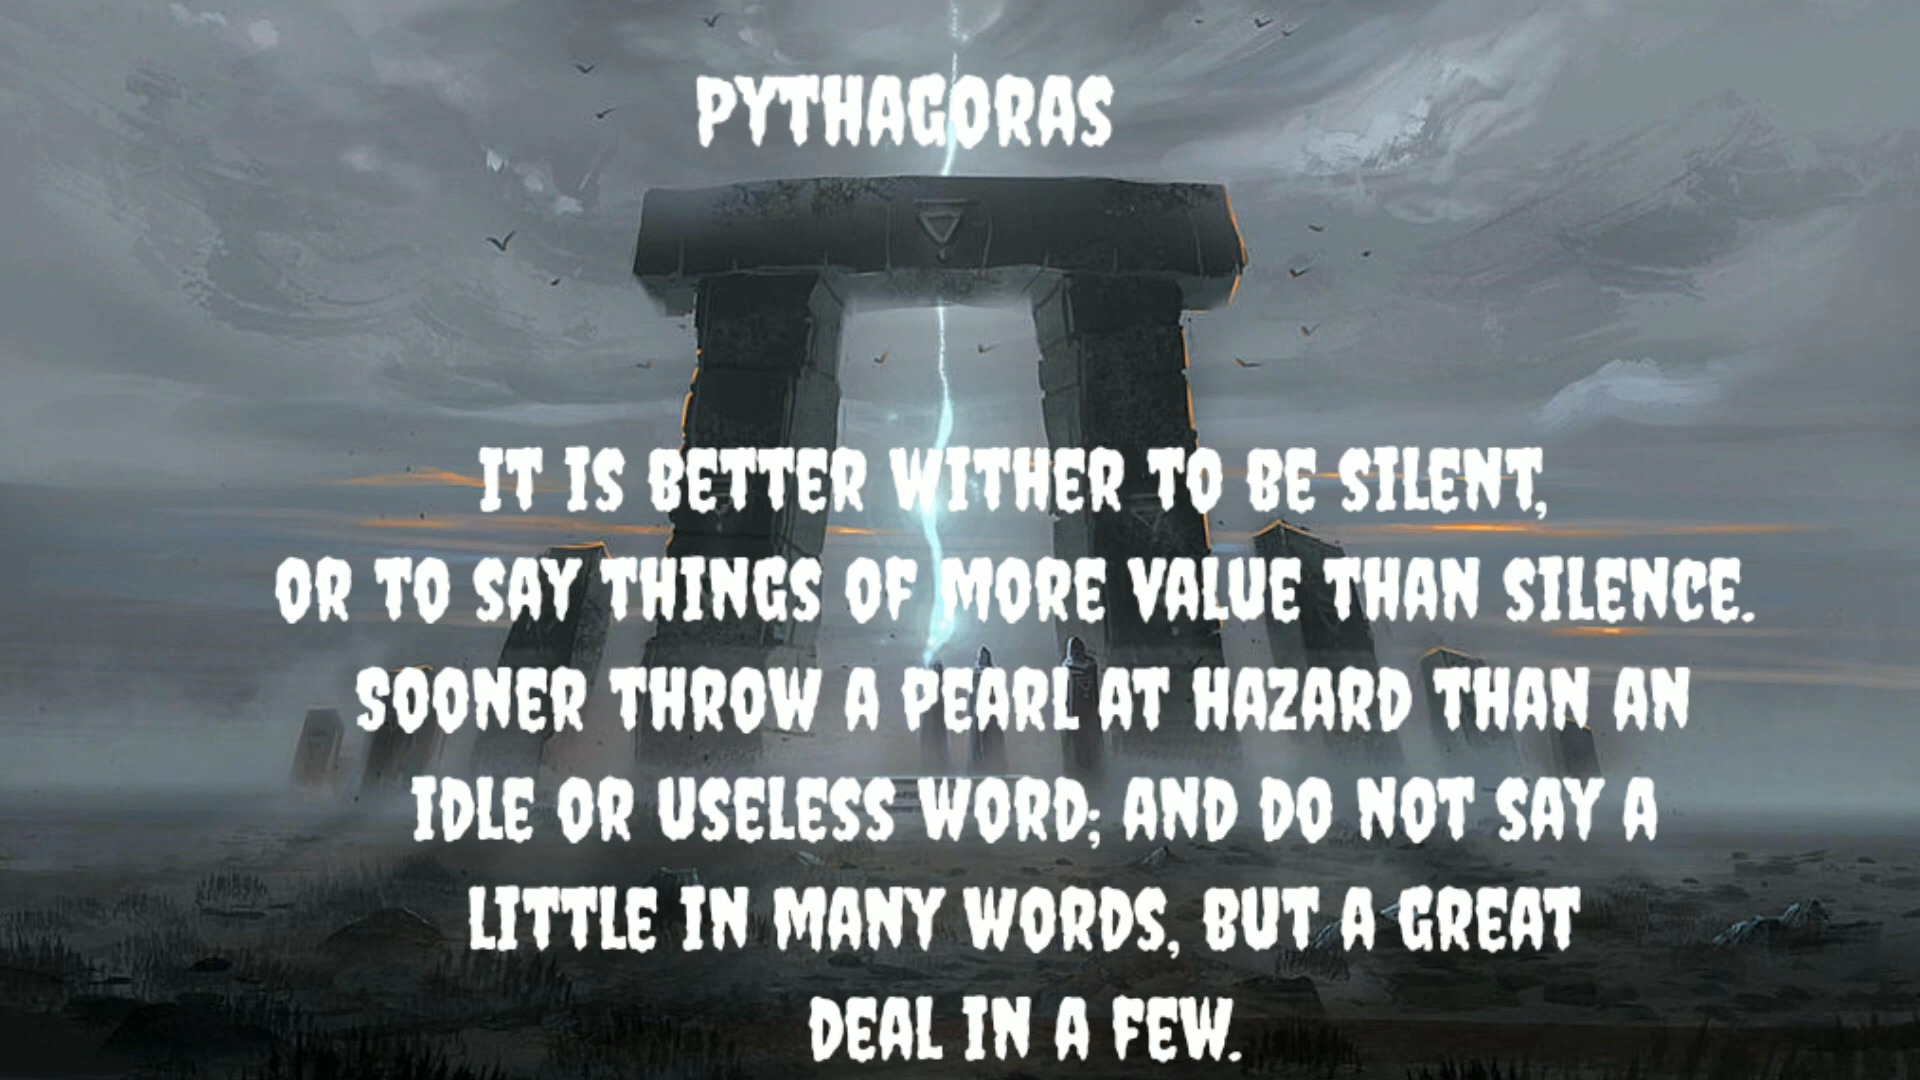 PYTHAGORAS
IT IS BETTER WITHER TO BE SILENT,
OR TO SAY THINGS OF MORE VALUE THAN SILENCE.
SOONER THROW A PEARL AT HAZARD THAN AN
IDLE OR USELESS WORD; AND DO NOT SAY A
LITTLE IN MANY WORDS, BUT A GREAT
DEAL IN A FEW.